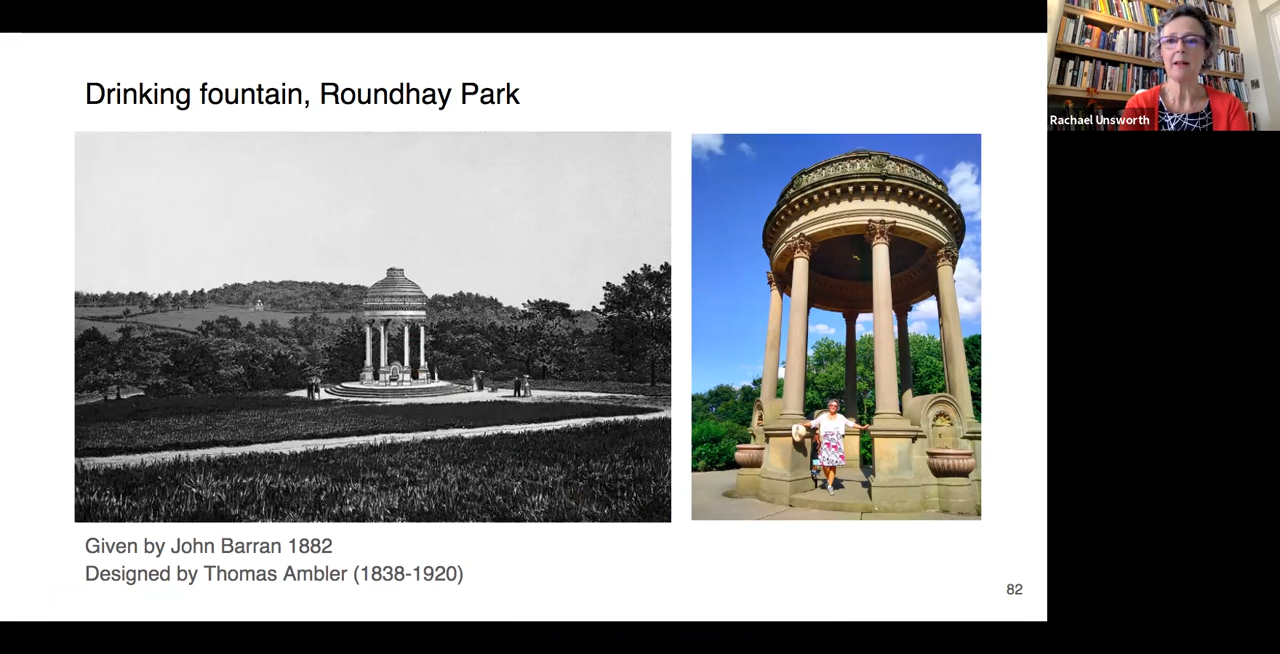 Drinking fountain, Roundhay Park
Rachael Unsworth
Given by John Barran 1882
Designed by Thomas Ambler (1838-1920)
82